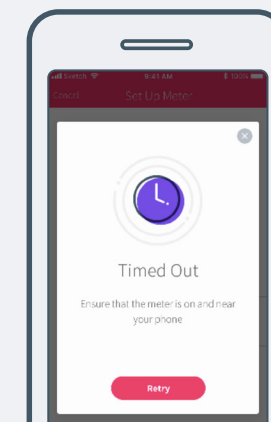 Sketch 9:41 AM 100%
Cancel Set Up Meter
Timed Out
Ensure that the meter is on and near
your phone
Retry